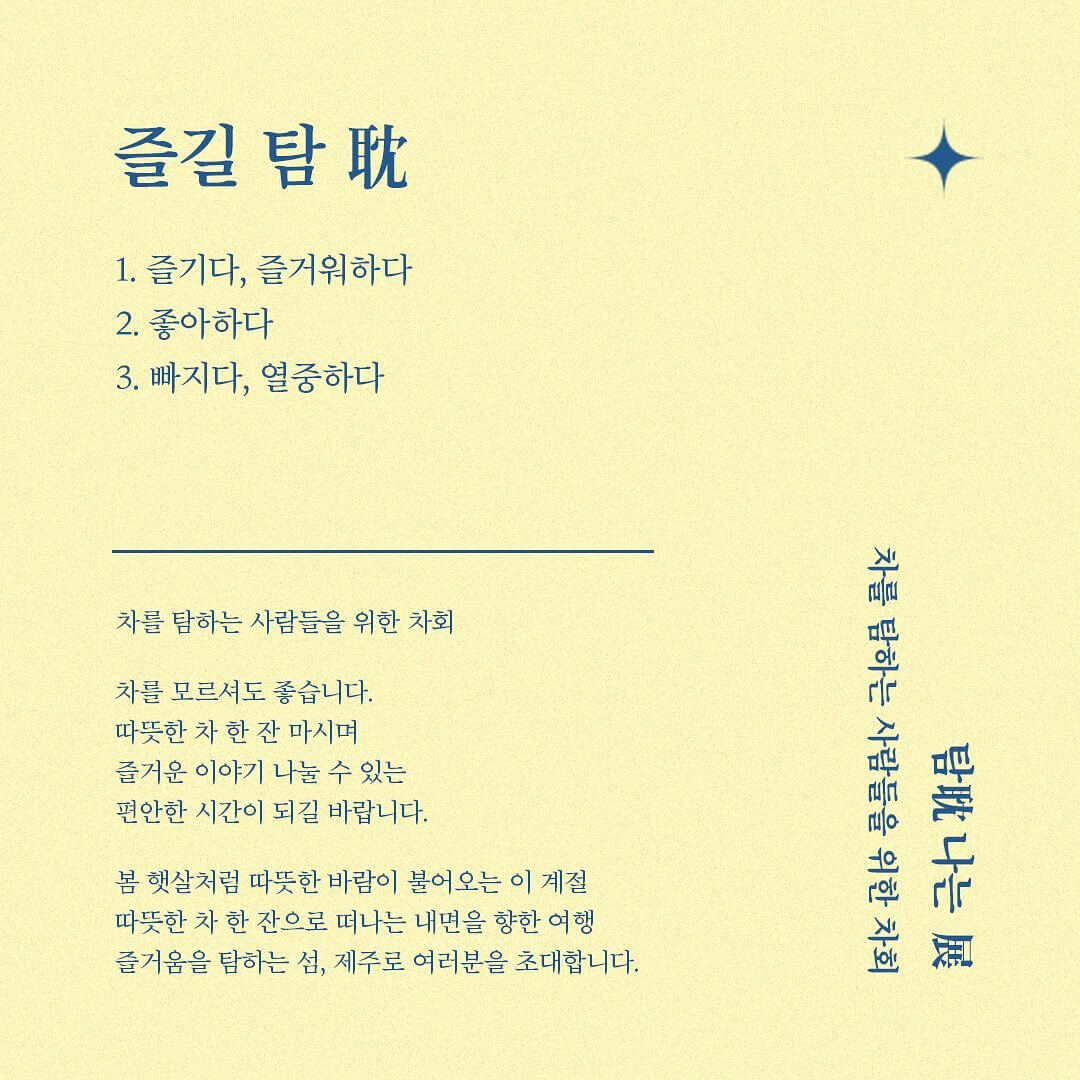 즐길 탐 耽
1. 즐기다, 즐거워하다
2. 좋아하다
3. 빠지다, 열중하다
차를 탐하는 사람들을 위한 차회
차를 모르셔도 좋습니다.
따뜻한 차 한 잔 마시며
즐거운 이야기 나눌 수 있는
편안한 시간이 되길 바랍니다.
봄 햇살처럼 따뜻한 바람이 불어오는 이 계절
따뜻한 차 한 잔으로 떠나는 내면을 향한 여행
즐거움을 탐하는 섬, 제주로 여러분을 초대합니다.
탐耽 나는 展
차를 탐하는 사람들을 위한 차회